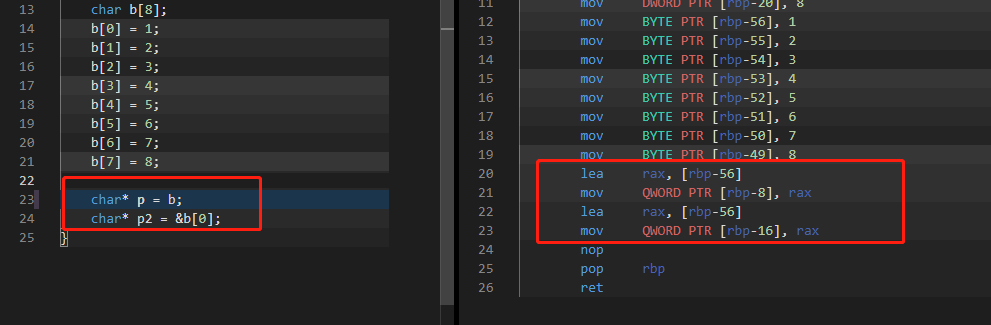 13 char b[8];
14 b[0] = 1;
15 b[1] = 2;
16 b[2] = 3;
17 b[3] = 4;
18 b[4] = 5;
19 b[5] = 6;
20 b[6] = 7;
21 b[7] = 8;
22
23 char* p = b;
24 char* p2 = &b[0];
25 }
11 mov DWORD PTR [rbp-20], 8
12 mov BYTE PTR [rbp-56], 1
13 mov BYTE PTR [rbp-55], 2
14 mov BYTE PTR [rbp-54], 3
15 mov BYTE PTR [rbp-53], 4
16 mov BYTE PTR [rbp-52], 5
17 mov BYTE PTR [rbp-51], 6
18 mov BYTE PTR [rbp-50], 7
19 mov BYTE PTR [rbp-49], 8
20 lea rax, [rbp-56]
21 mov QWORD PTR [rbp-8], rax
22 lea rax, [rbp-56]
23 mov QWORD PTR [rbp-16], rax
24 nop
25 pop rbp
26 ret